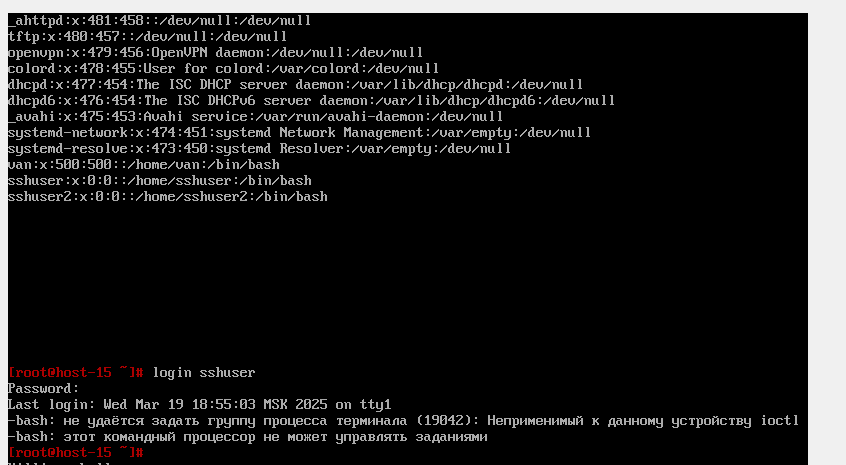 _ahttpd:x:481:458::/dev/null:/dev/null
tftp:x:480:457::/dev/null:/dev/null
openvpn:x:479:456:OpenVPN daemon:/dev/null:/dev/null
colord:x:478:455:User for colord:/var/colord:/dev/null
dhcpd:x:477:454:The ISC DHCP server daemon:/var/lib/dhcp/dhcpd:/dev/null
dhcpd6:x:476:454:The ISC DHCPv6 server daemon:/var/lib/dhcp/dhcpd6:/dev/null
_avahi:x:475:453:Avahi service:/var/run/avahi-daemon:/dev/null
systemd-network:x:474:451:systemd Network Management:/var/empty:/dev/null
systemd-resolve:x:473:450:systemd Resolver:/var/empty:/dev/null
van:x:500:500::/home/van:/bin/bash
sshuser:x:0:0::/home/sshuser:/bin/bash
sshuser2:x:0:0::/home/sshuser2:/bin/bash
[root@host-15 ~]# login sshuser
Password:
Last login: Wed Mar 19 18:55:03 MSK 2025 on tty1
-bash: не удаётся задать группу процесса терминала (19042): Неприменимый к данному устройству ioctl
-bash: этот командный процессор не может управлять заданиями
[root@host-15 ~]#